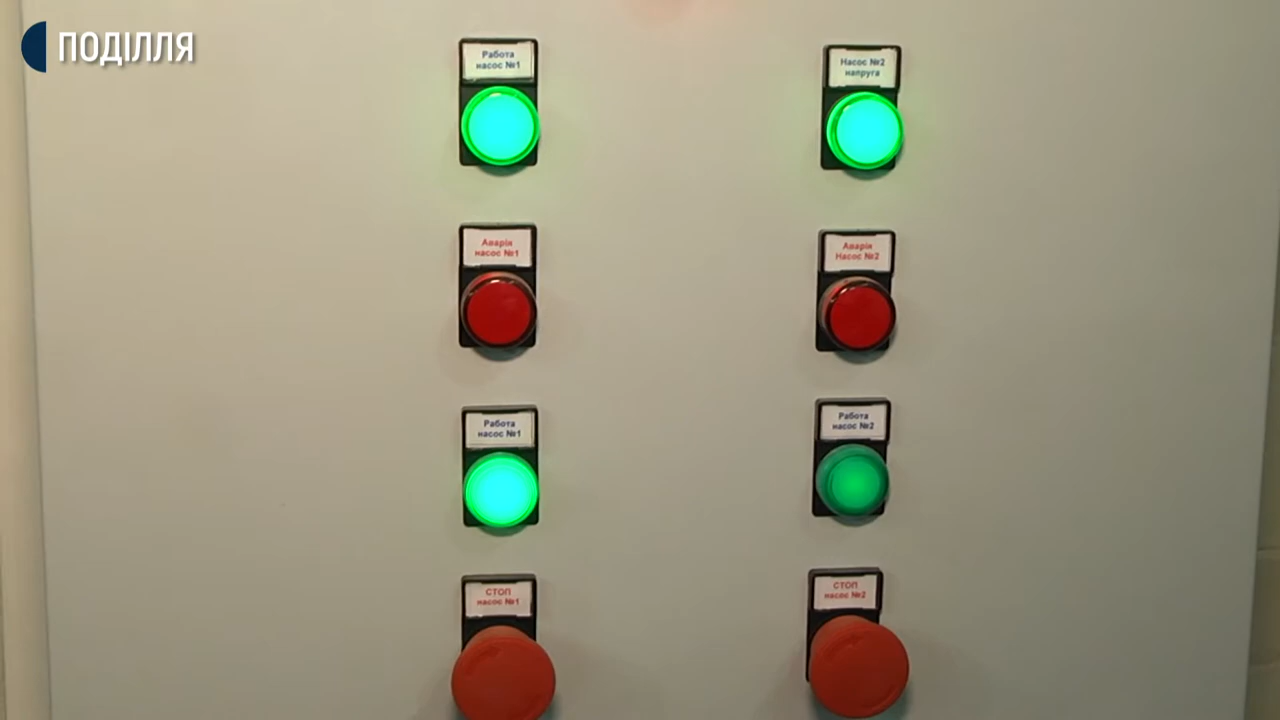 ПОДІЛЛЯ
Работа
насос №1
Насос №2
напруга
Аварія
насос №1
Аварія
Насос №2
Работа
насос №1
Работа
насос №2
СТОП
насос №1
СТОП
насос №2